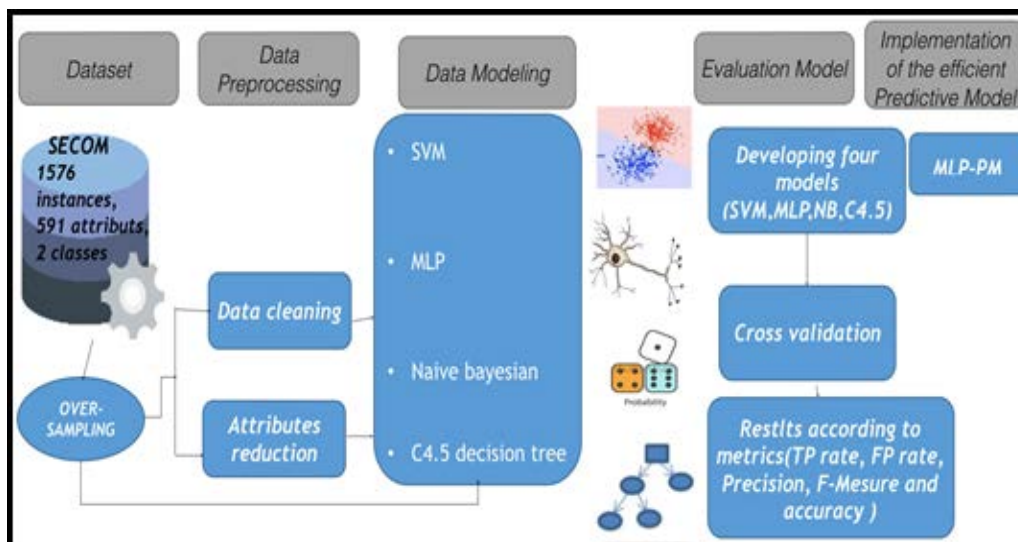 Dataset
Data
Preprocessing
Data Modeling
Evaluation Model
Implementation
of the efficient
Predictive Model
SECOM
1576
instances,
591 attributs,
2 classes
OVER-
SAMPLING
Data cleaning
Attributes
reduction
• SVM
• MLP
• Naive bayesian
• C4.5 decision tree
Probability
Developing four
models
(SVM,MLP,NB,C4.5)
MLP-PM
Cross validation
Restlts according to
metrics(TP rate, FP rate,
Precision, F-Mesure and
accuracy )